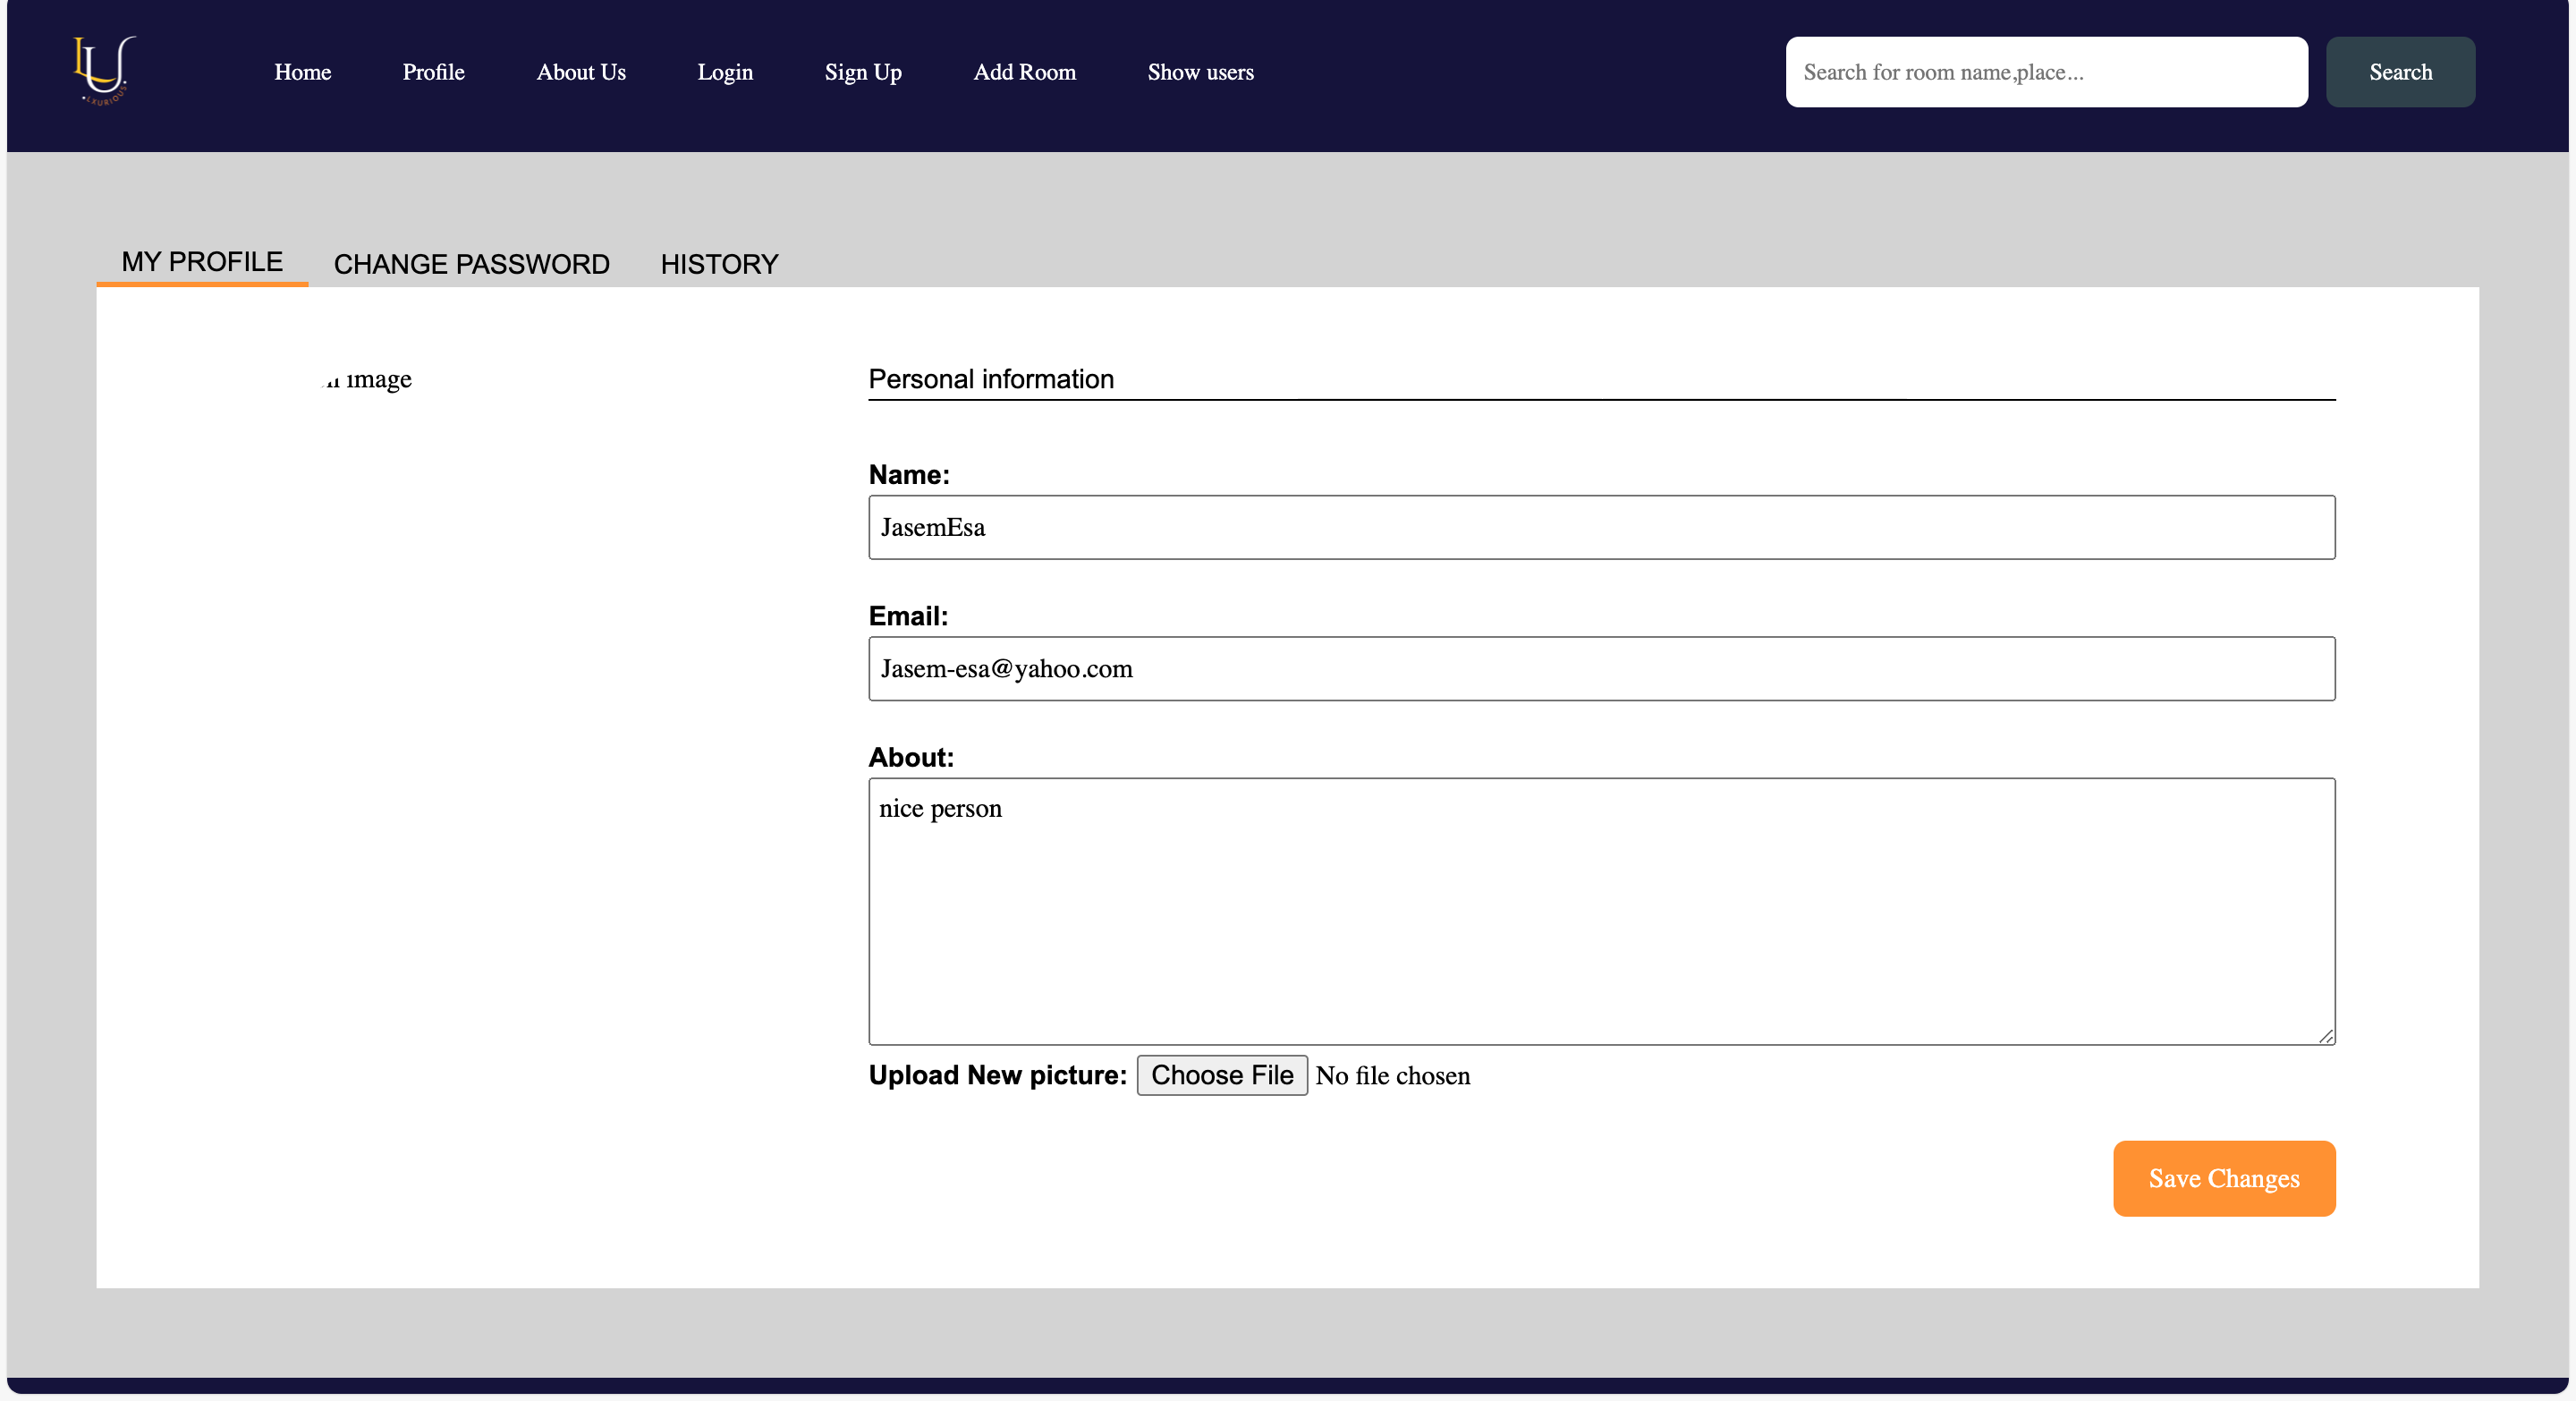 LU
LXURIOUS
Home Profile About Us Login Sign Up Add Room Show users Search for room name,place... Search
MY PROFILE CHANGE PASSWORD HISTORY
image
Personal information
Name:
JasemEsa
Email:
Jasem-esa@yahoo.com
About:
nice person
Upload New picture: Choose File No file chosen
Save Changes